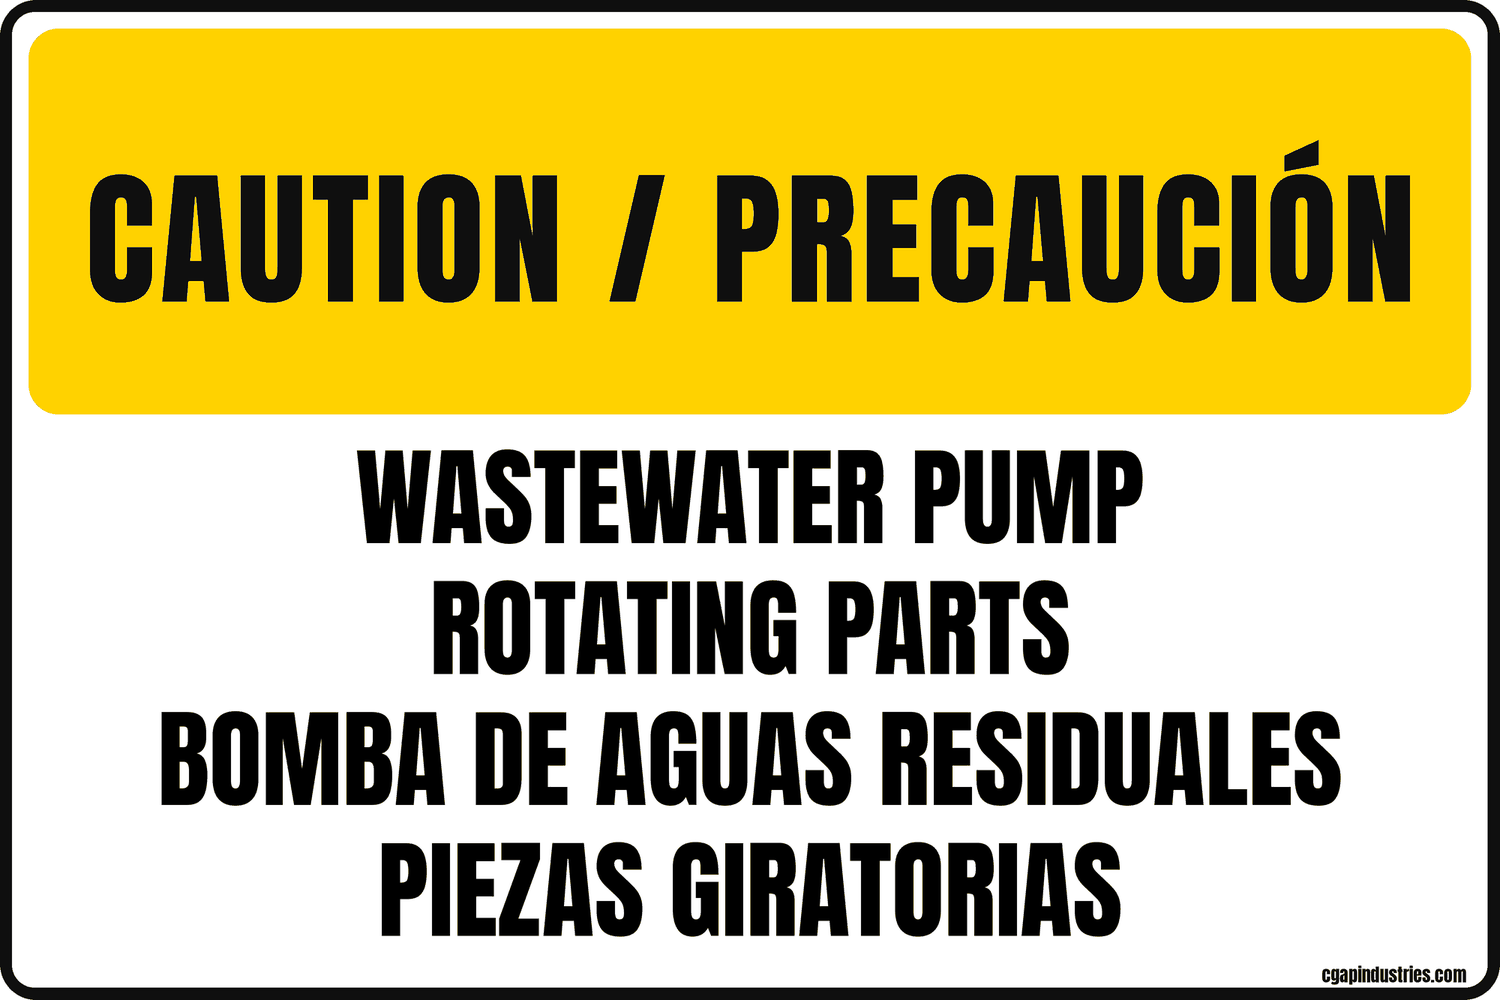 CAUTION / PRECAUCIÓN
WASTEWATER PUMP
ROTATING PARTS
BOMBA DE AGUAS RESIDUALES
PIEZAS GIRATORIAS
cgapindustries.com